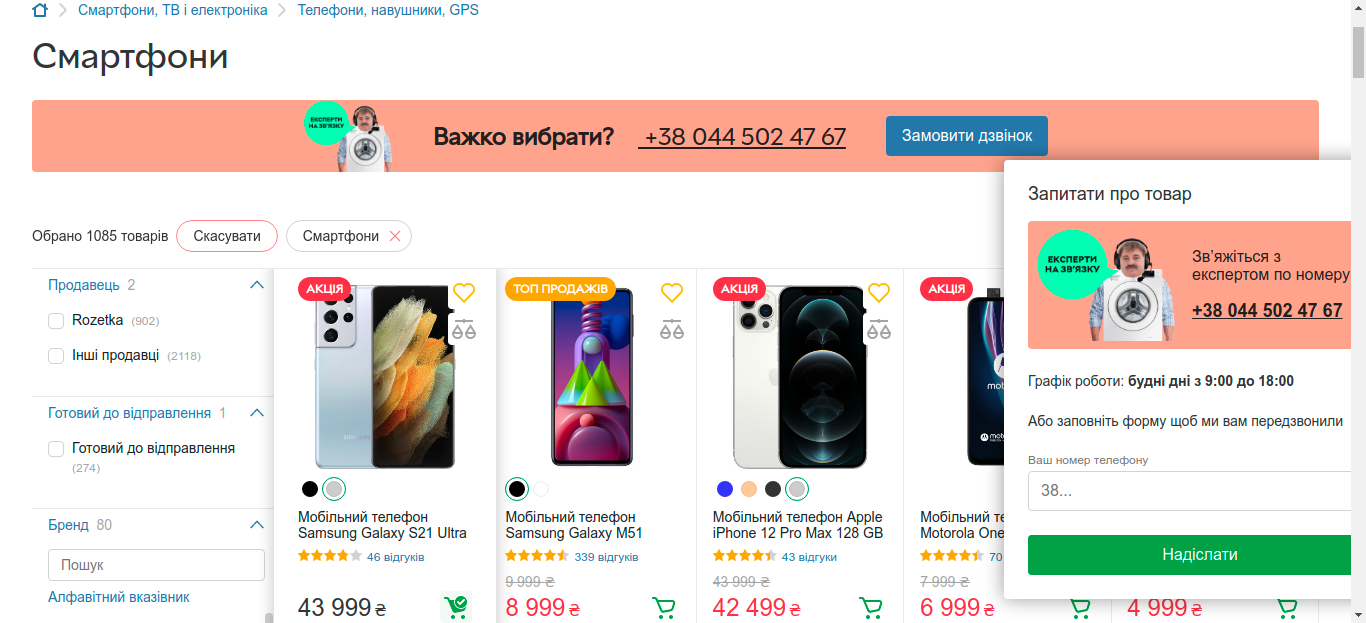 Смартфони, ТВ і електроніка
Телефони, навушники, GPS
Смартфони
ЕКСПЕРТИ
НА ЗВ'ЯЗКУ
Важко вибрати?
+38 044 502 47 67
Замовити дзвінок
Обрано 1085 товарів
Скасувати
Смартфони
Продавець 2
Rozetka (902)
Інші продавці (2118)
Готовий до відправлення 1
Готовий до відправлення
(274)
Бренд 80
Пошук
Алфавітний вказівник
АКЦІЯ
Мобільний телефон
Samsung Galaxy S21 Ultra
46 відгуків
43 999 ₴
ТОП ПРОДАЖІВ
Мобільний телефон
Samsung Galaxy M51
339 відгуків
9 999 ₴
8 999 ₴
АКЦІЯ
Мобільний телефон Apple
iPhone 12 Pro Max 128 GB
43 відгуки
43 999 ₴
42 499 ₴
АКЦІЯ
Мобільний те
Motorola One
70
7 999 ₴
6 999 ₴
4 999 ₴
Запитати про товар
ЕКСПЕРТИ
НА ЗВ'ЯЗКУ
Зв'яжіться з
експертом по номеру
+38 044 502 47 67
Графік роботи: будні дні з 9:00 до 18:00
Або заповніть форму щоб ми вам передзвонили
Ваш номер телефону
38...
Надіслати